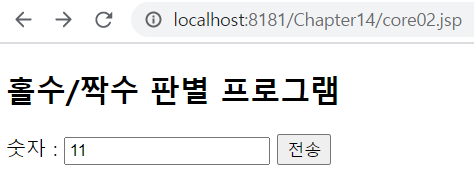 localhost:8181/Chapter14/core02.jsp
홀수/짝수 판별 프로그램
숫자 : 11 전송